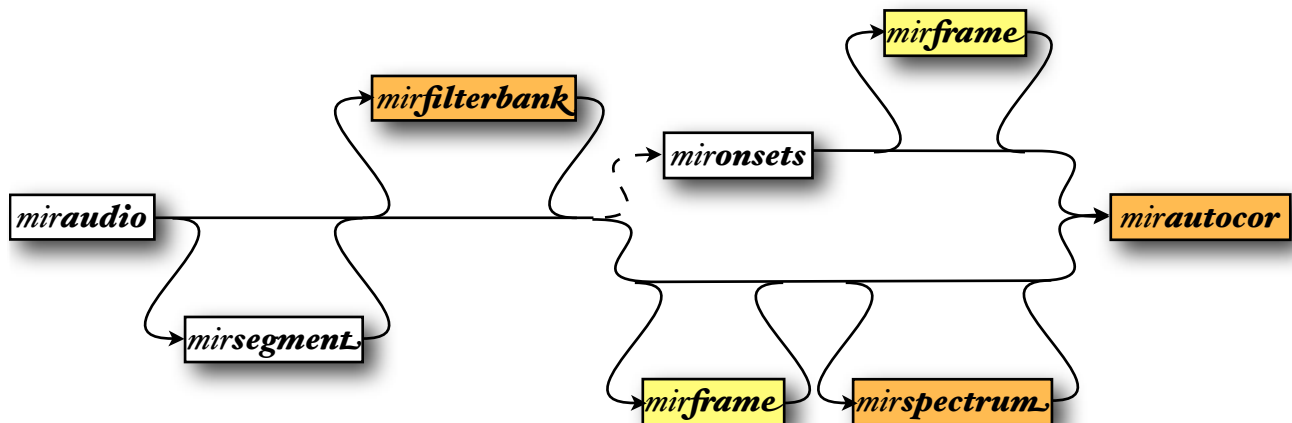 mirframe
mirfilterbank
mironsets
miraudio
mirautocor
mirsegment
mirframe
mirspectrum